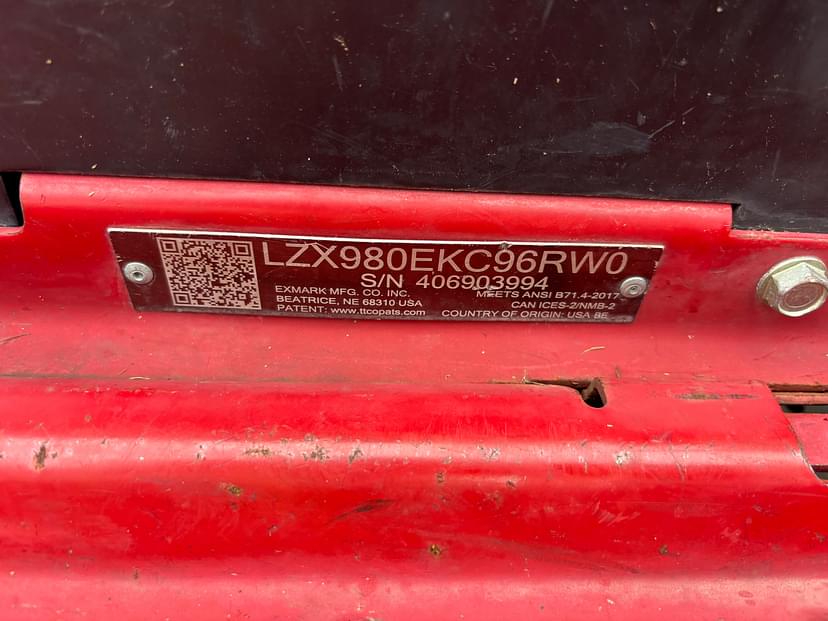 LZX980EKC96RW0
S/N 406903994
EXMARK MFG. CO. INC. MEETS ANSI B71.4-2017
BEATRICE, NE 68310 USA CAN ICES-2/NMB-2
PATENT: www.ttcopats.com COUNTRY OF ORIGIN: USA BE